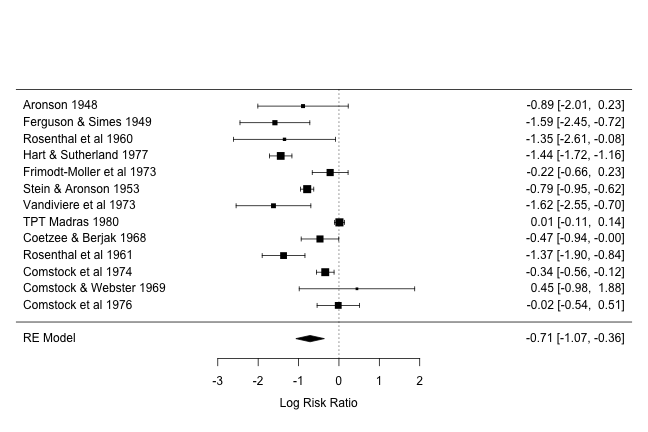 Aronson 1948 -0.89 [-2.01, 0.23]
Ferguson & Simes 1949 -1.59 [-2.45, -0.72]
Rosenthal et al 1960 -1.35 [-2.61, -0.08]
Hart & Sutherland 1977 -1.44 [-1.72, -1.16]
Frimodt-Moller et al 1973 -0.22 [-0.66, 0.23]
Stein & Aronson 1953 -0.79 [-0.95, -0.62]
Vandiviere et al 1973 -1.62 [-2.55, -0.70]
TPT Madras 1980 0.01 [-0.11, 0.14]
Coetzee & Berjak 1968 -0.47 [-0.94, -0.00]
Rosenthal et al 1961 -1.37 [-1.90, -0.84]
Comstock et al 1974 -0.34 [-0.56, -0.12]
Comstock & Webster 1969 0.45 [-0.98, 1.88]
Comstock et al 1976 -0.02 [-0.54, 0.51]
RE Model -0.71 [-1.07, -0.36]
-3 -2 -1 0 1 2
Log Risk Ratio